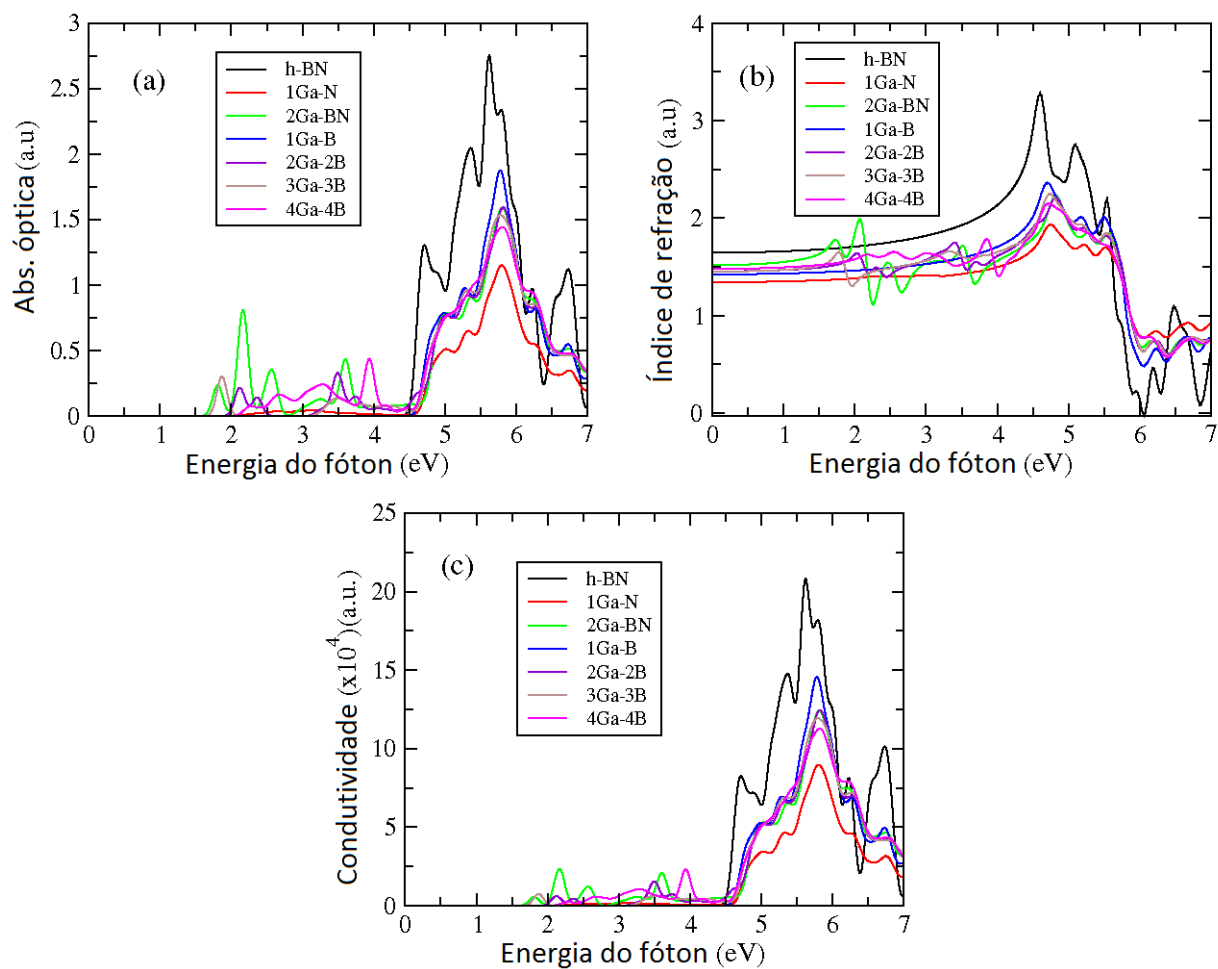 (a)
h-BN
1Ga-N
2Ga-BN
1Ga-B
2Ga-2B
3Ga-3B
4Ga-4B
Abs. óptica (a.u)
3
2.5
2
1.5
1
0.5
0
0 1 2 3 4 5 6 7
Energia do fóton (eV)
(b)
h-BN
1Ga-N
2Ga-BN
1Ga-B
2Ga-2B
3Ga-3B
4Ga-4B
Índice de refração (a.u)
4
3
2
1
0
0 1 2 3 4 5 6 7
Energia do fóton (eV)
(c)
h-BN
1Ga-N
2Ga-BN
1Ga-B
2Ga-2B
3Ga-3B
4Ga-4B
Condutividade (x10⁴)(a.u.)
25
20
15
10
5
0
0 1 2 3 4 5 6 7
Energia do fóton (eV)